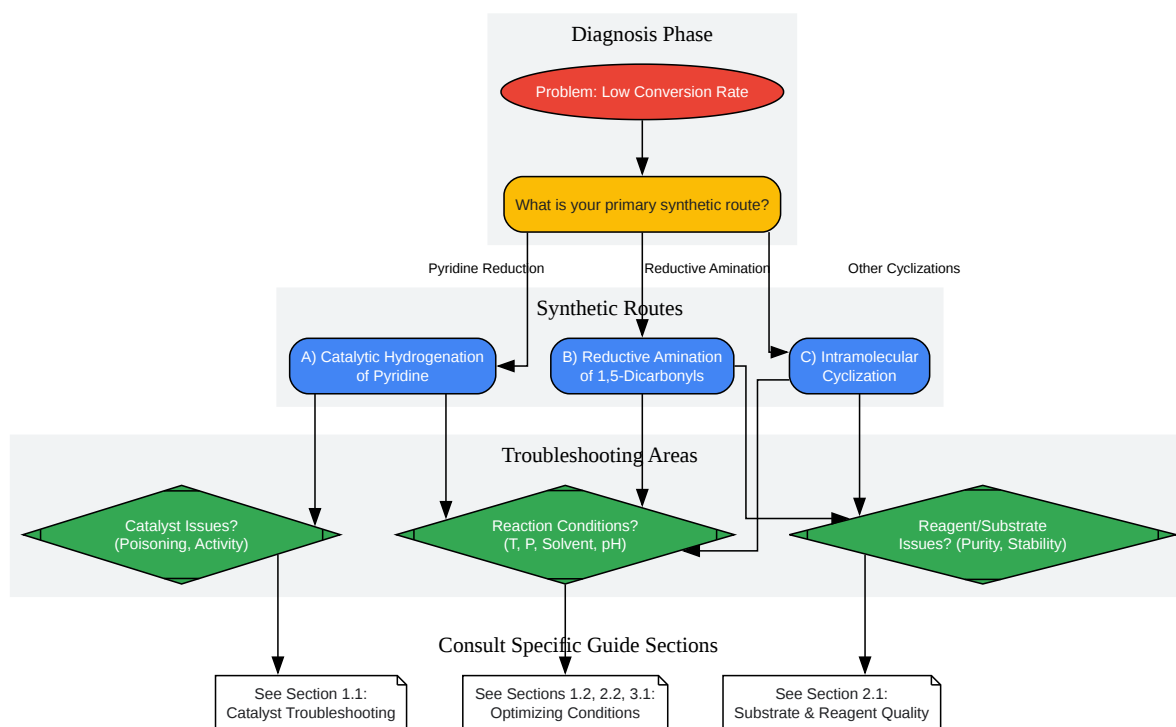 Diagnosis Phase
Problem: Low Conversion Rate
What is your primary synthetic route?
Pyridine Reduction
Reductive Amination
Other Cyclizations
Synthetic Routes
A) Catalytic Hydrogenation
of Pyridine
B) Reductive Amination
of 1,5-Dicarbonyls
C) Intramolecular
Cyclization
Troubleshooting Areas
Catalyst Issues?
(Poisoning, Activity)
Reaction Conditions?
(T, P, Solvent, pH)
Reagent/Substrate
Issues? (Purity, Stability)
Consult Specific Guide Sections
See Section 1.1:
Catalyst Troubleshooting
See Sections 1.2, 2.2, 3.1:
Optimizing Conditions
See Section 2.1:
Substrate & Reagent Quality